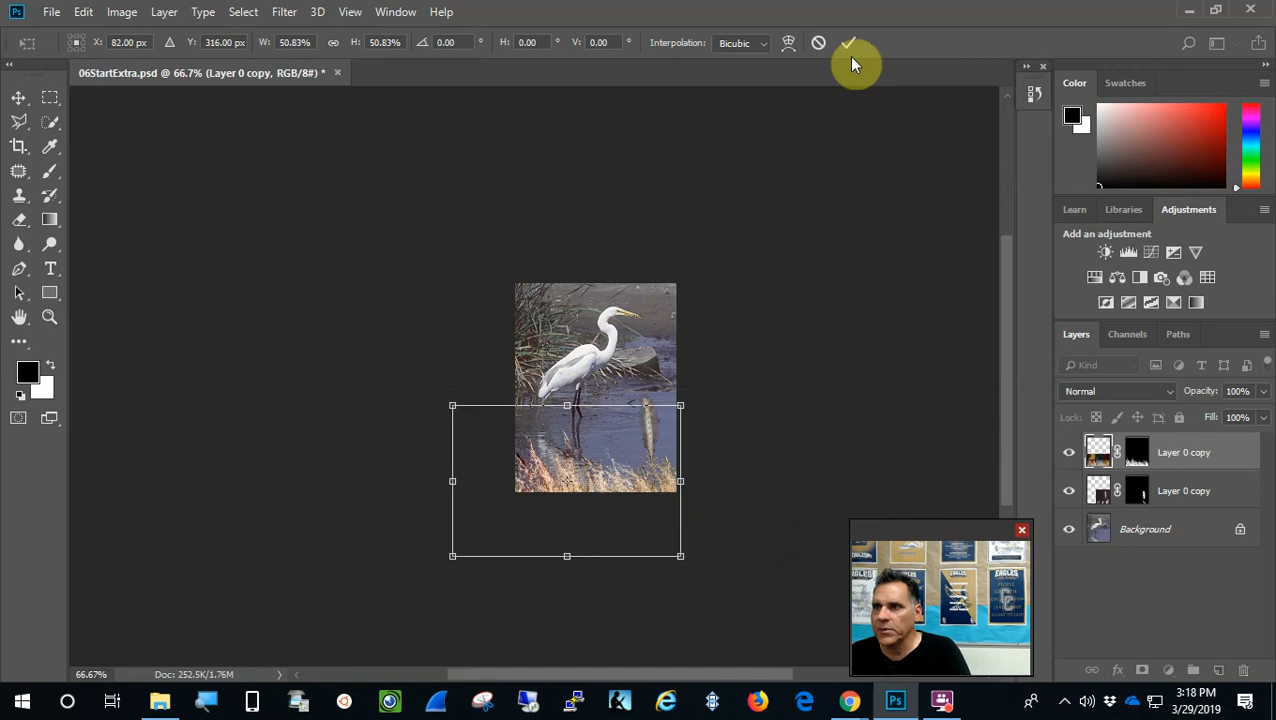 Ps File Edit Image Layer Type Select Filter 3D View Window Help
X: 82.00 px Y: 316.00 px W: 50.83% H: 50.83% 0.00 ° H: 0.00 ° V: 0.00 ° Interpolation: Bicubic
06StartExtra.psd @ 66.7% (Layer 0 copy, RGB/8#) *
Color Swatches
Learn Libraries Adjustments
Add an adjustment
Layers Channels Paths
Kind
Normal Opacity: 100%
Lock: Fill: 100%
Layer 0 copy
Layer 0 copy
Background
EAGLES EAGLES
66.67% Doc: 252.5K/1.76M
Ps
3:18 PM
3/29/2019